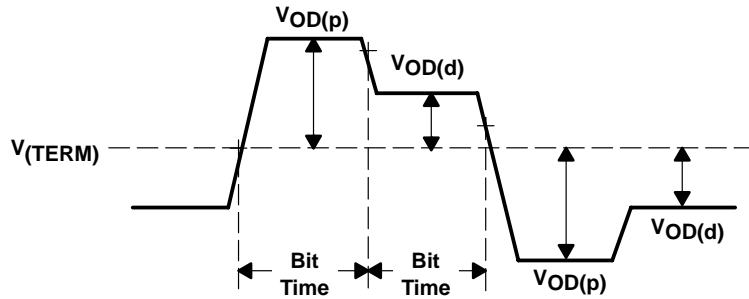 VOD(p)
VOD(d)
V(TERM)
VOD(d)
Bit
Time
Bit
Time
VOD(p)